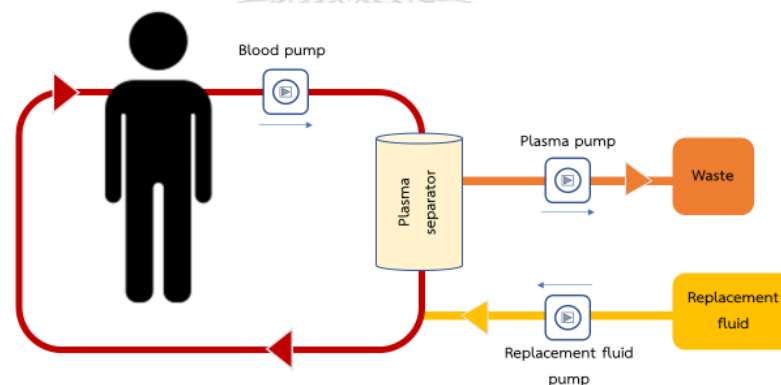 Blood pump
Plasma pump
Plasma
separator
Waste
Replacement
fluid
Replacement fluid
pump